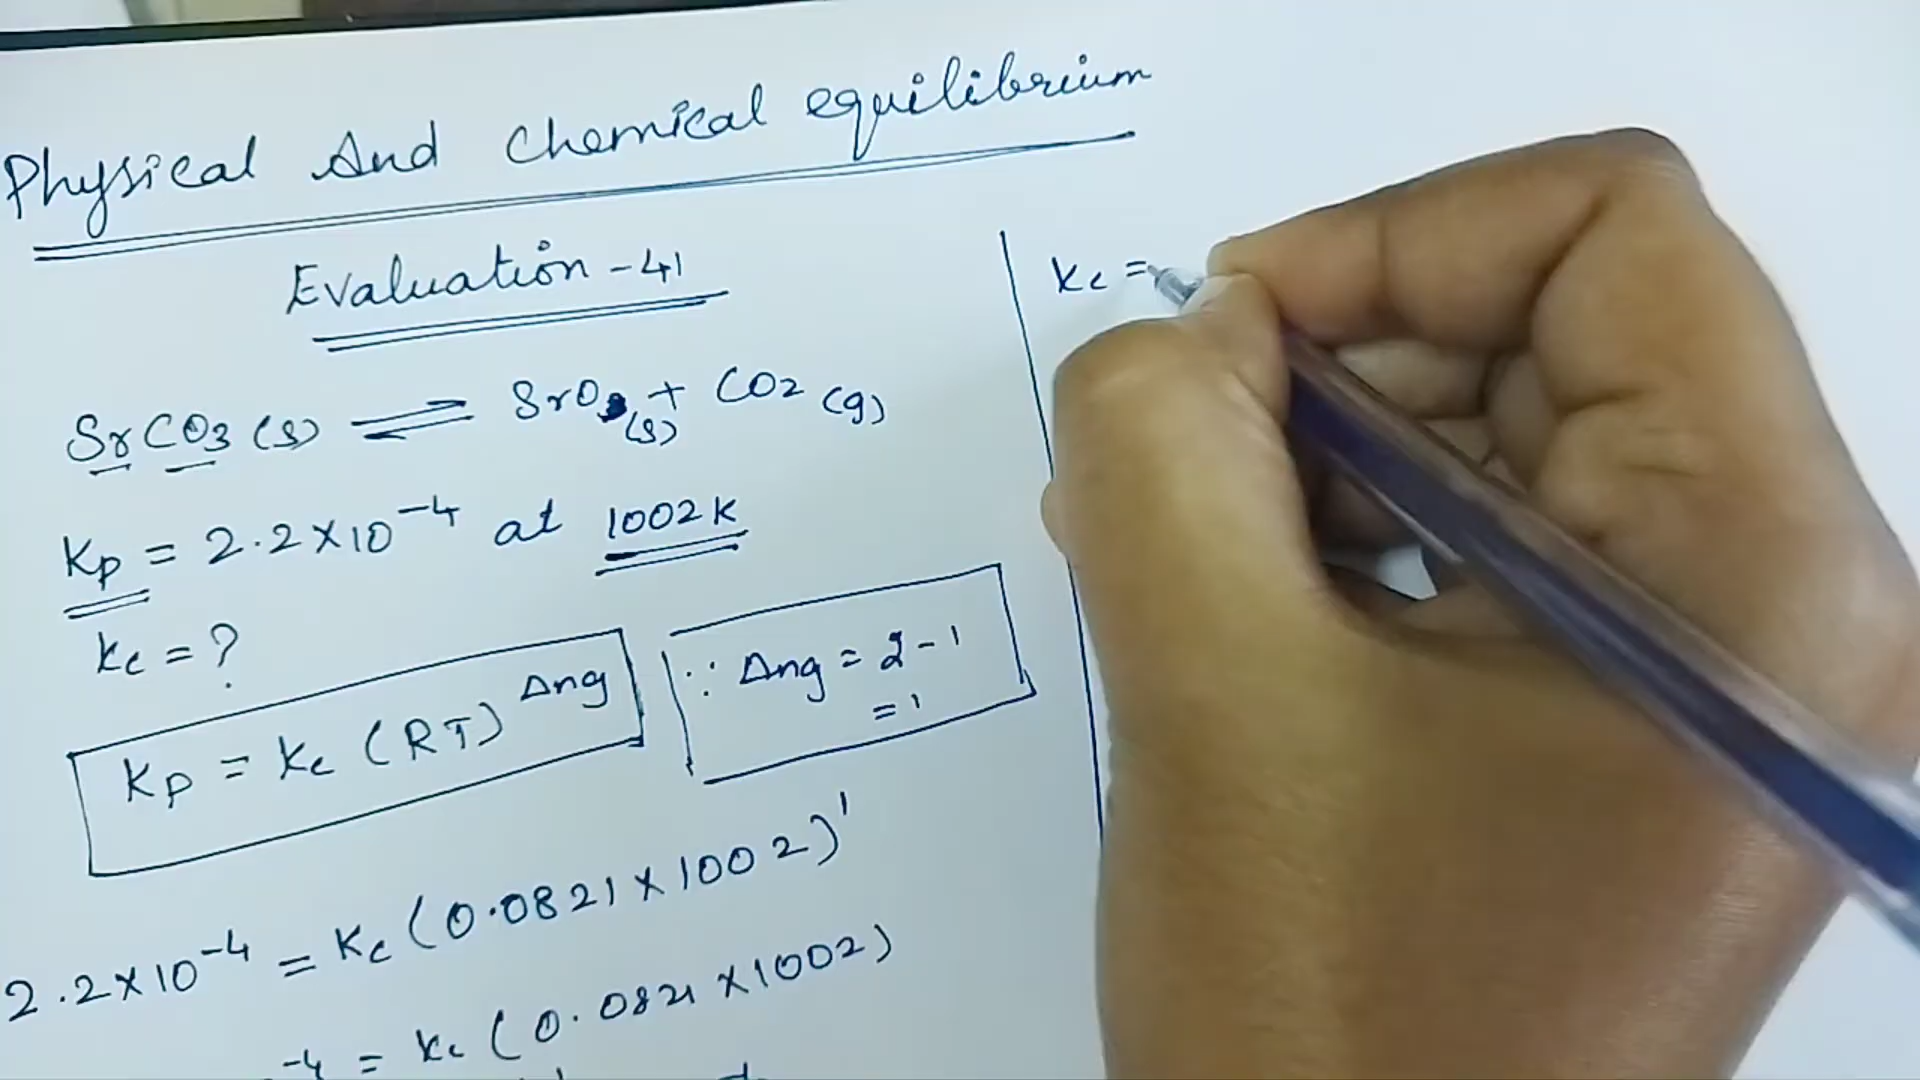 Physical And Chemical equilibrium
Evaluation - 41
SrCO3 (s) ⇌ SrO (s) + CO2 (g)
Kp = 2.2 × 10⁻⁴ at 1002 K
Kc = ?
Kp = Kc (RT)^Δng
∵ Δng = 2 - 1
= 1
2.2 × 10⁻⁴ = Kc (0.0821 × 1002)¹
⁻⁴ = Kc (0.0821 × 1002)
Kc =